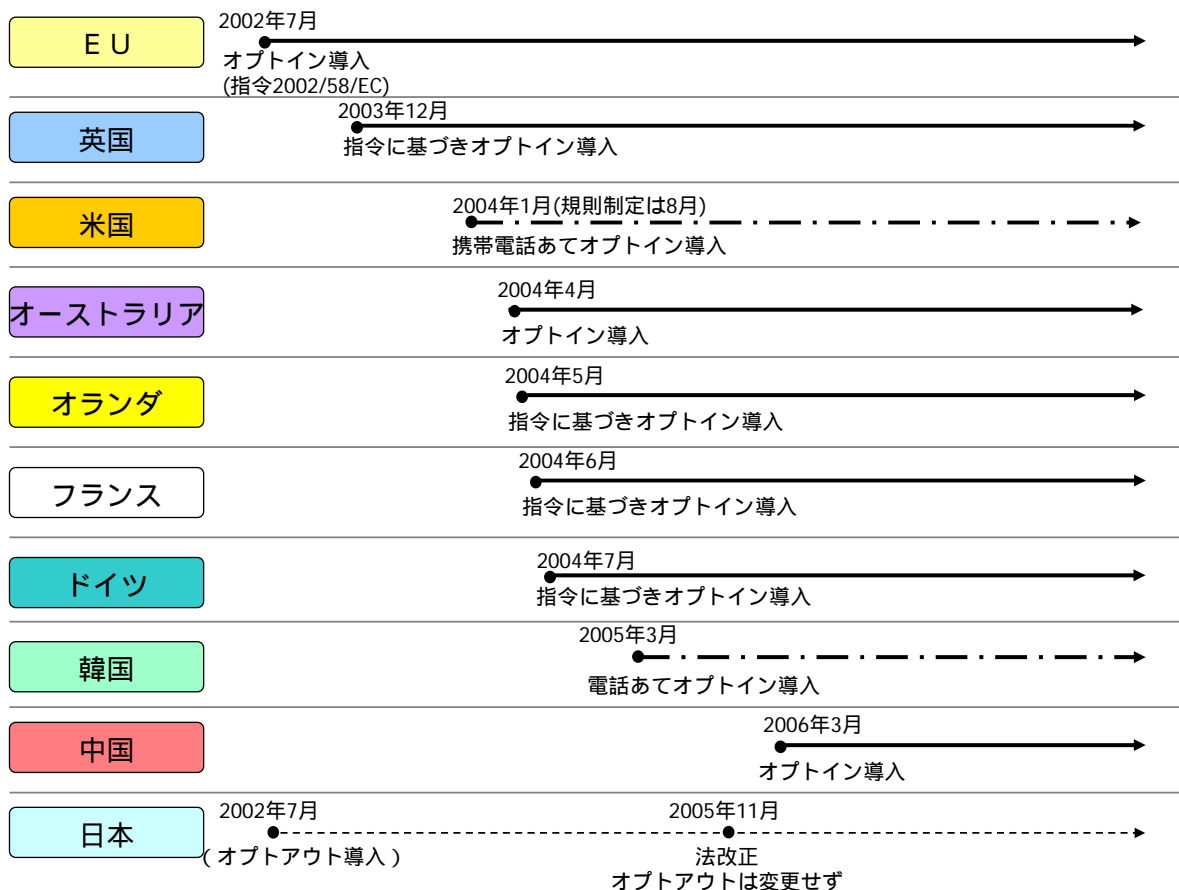 EU
2002年7月
オプトイン導入
(指令2002/58/EC)
英国
2003年12月
指令に基づきオプトイン導入
米国
2004年1月(規則制定は8月)
携帯電話あてオプトイン導入
オーストラリア
2004年4月
オプトイン導入
オランダ
2004年5月
指令に基づきオプトイン導入
フランス
2004年6月
指令に基づきオプトイン導入
ドイツ
2004年7月
指令に基づきオプトイン導入
韓国
2005年3月
電話あてオプトイン導入
中国
2006年3月
オプトイン導入
日本
2002年7月
(オプトアウト導入)
2005年11月
法改正
オプトアウトは変更せず